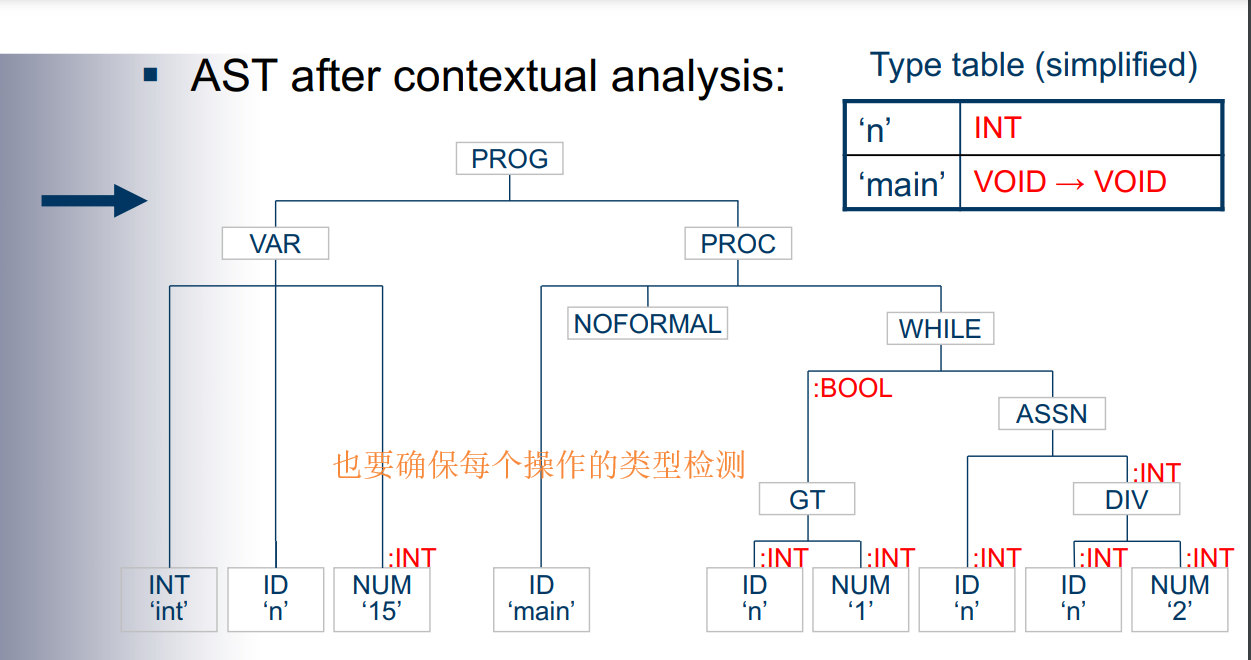 ▪ AST after contextual analysis:
Type table (simplified)
‘n’ INT
‘main’ VOID → VOID
PROG
VAR PROC
NOFORMAL WHILE
:BOOL
ASSN
也要确保每个操作的类型检测
:INT
GT DIV
:INT :INT :INT :INT :INT :INT
INT ID NUM ID ID NUM ID ID NUM
‘int’ ‘n’ ‘15’ ‘main’ ‘n’ ‘1’ ‘n’ ‘n’ ‘2’